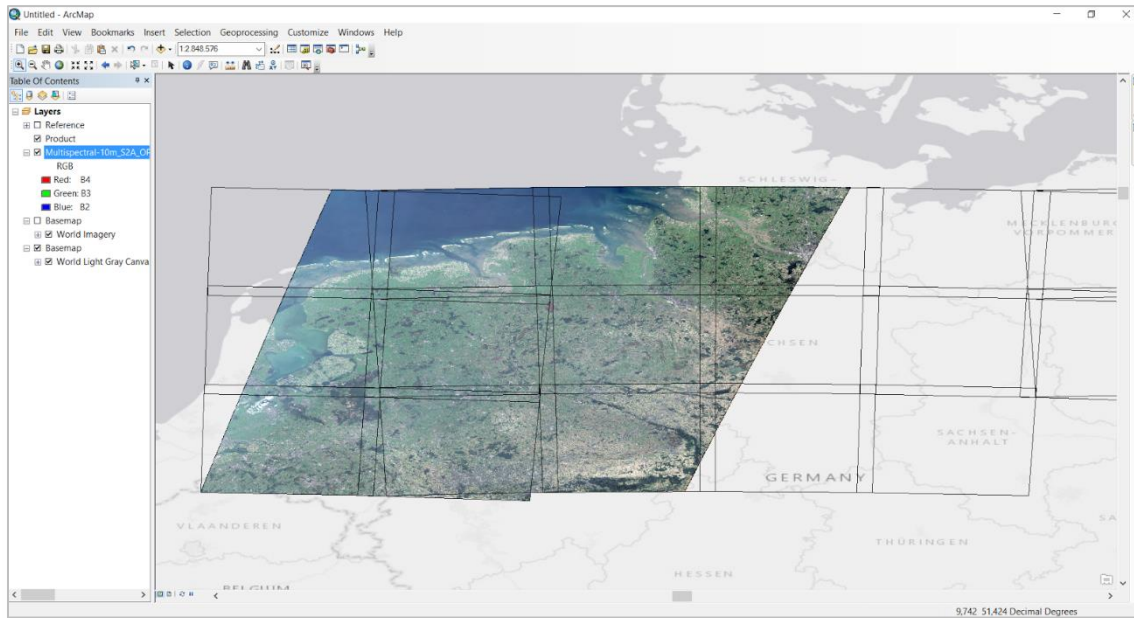 Untitled - ArcMap
File Edit View Bookmarks Insert Selection Geoprocessing Customize Windows Help
1:2.848.576
Table Of Contents
Layers
Reference
Product
Multispectral-10m_S2A_OP
RGB
Red: B4
Green: B3
Blue: B2
Basemap
World Imagery
Basemap
World Light Gray Canva
SCHLESWIG-
MECKLENBURG
VORPOMMER
CHSEN
SACHSEN-
ANHALT
GERMANY
VLAANDEREN
SA
THÜRINGEN
HESSEN
BELGIUM
9,742 51,424 Decimal Degrees